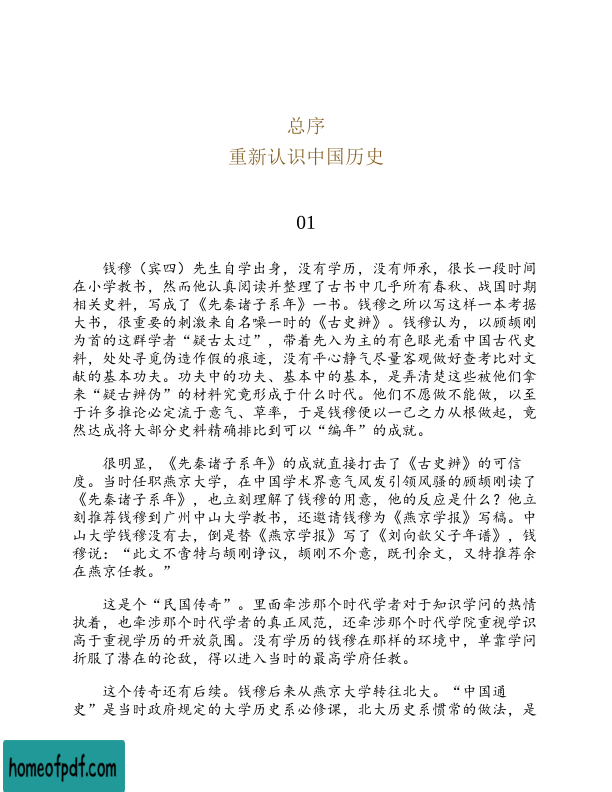 总序
重新认识中国历史
01
钱穆（宾四）先生自学出身，没有学历，没有师承，很长一段时间
在小学教书，然而他认真阅读并整理了古书中几乎所有春秋、战国时期
相关史料，写成了《先秦诸子系年》一书。钱穆之所以写这样一本考据
大书，很重要的刺激来自名噪一时的《古史辨》。钱穆认为，以顾颉刚
为首的这群学者“疑古太过”，带着先入为主的有色眼光看中国古代史
料，处处寻觅伪造作假的痕迹，没有平心静气尽量客观做好查考比对文
献的基本功夫。功夫中的功夫、基本中的基本，是弄清楚这些被他们拿
来“疑古辨伪”的材料究竟形成于什么时代。他们不愿做不能做，以至
于许多推论必定流于意气、草率，于是钱穆便以一己之力从根做起，竟
然达成将大部分史料精确排比到可以“编年”的成就。
很明显，《先秦诸子系年》的成就直接打击了《古史辨》的可信
度。当时任职燕京大学，在中国学术界意气风发引领风骚的顾颉刚读了
《先秦诸子系年》，也立刻理解了钱穆的用意，他的反应是什么？他立
刻推荐钱穆到广州中山大学教书，还邀请钱穆为《燕京学报》写稿。中
山大学钱穆没有去，倒是替《燕京学报》写了《刘向歆父子年谱》，钱
穆说：“此文不啻特与颉刚诤议，颉刚不介意，既刊余文，又特推荐余
在燕京任教。”
这是个“民国传奇”。里面牵涉那个时代学者对于知识学问的热情
执着，也牵涉那个时代学者的真正风范，还牵涉那个时代学院重视学识
高于重视学历的开放氛围。没有学历的钱穆在那样的环境中，单靠学问
折服了潜在的论敌，得以进入当时的最高学府任教。
这个传奇还有后续。钱穆后来从燕京大学转往北大。“中国通
史”是当时政府规定的大学历史系必修课，北大历史系惯常的做法，是
homeofpdf.com